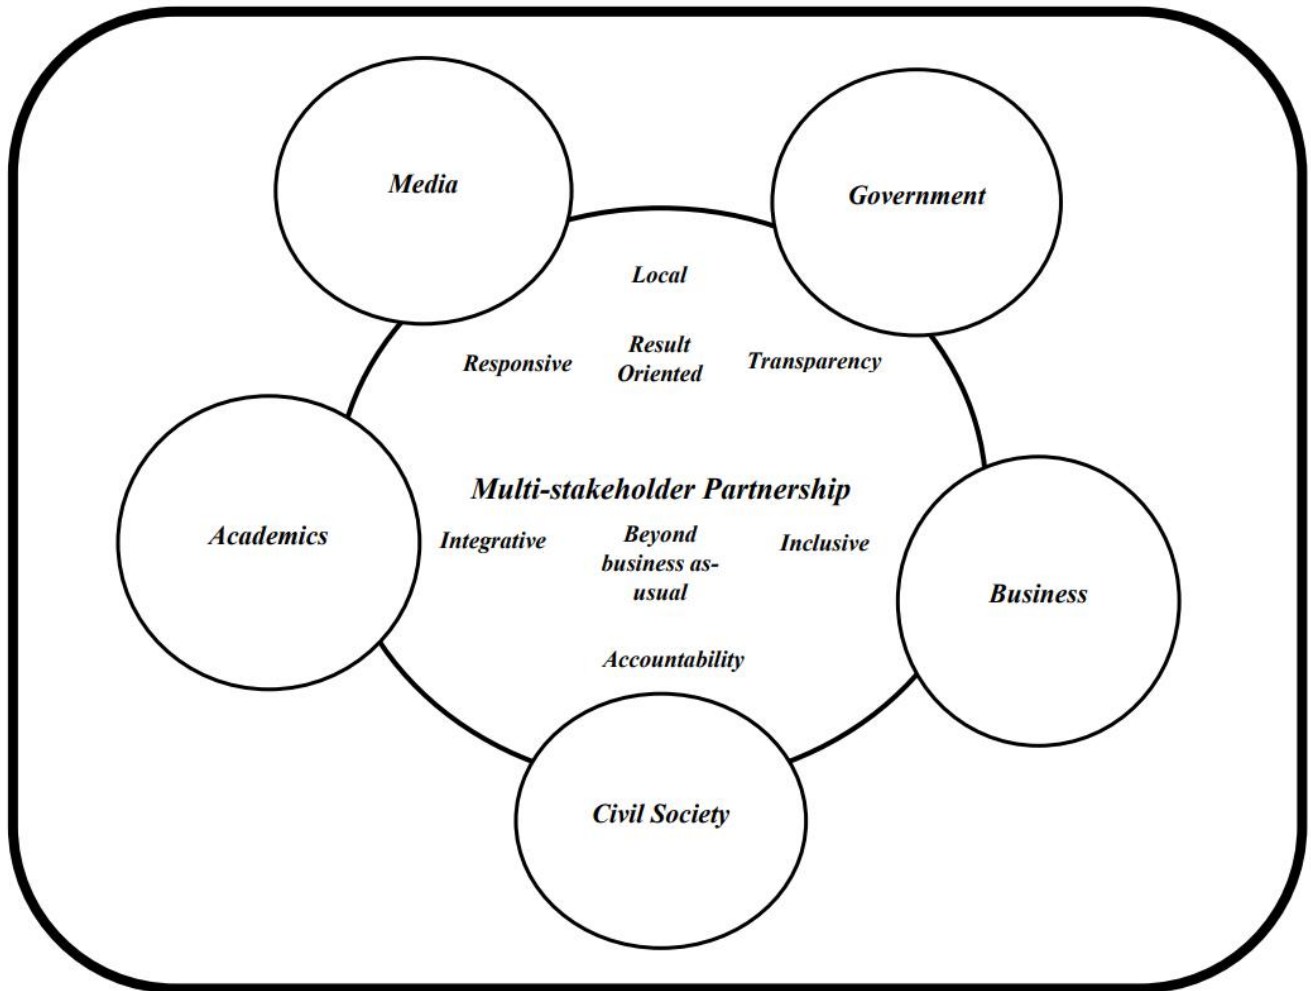 Media
Government
Local
Responsive
Result
Oriented
Transparency
Multi-stakeholder Partnership
Academics
Integrative
Beyond
business as-
usual
Inclusive
Business
Accountability
Civil Society